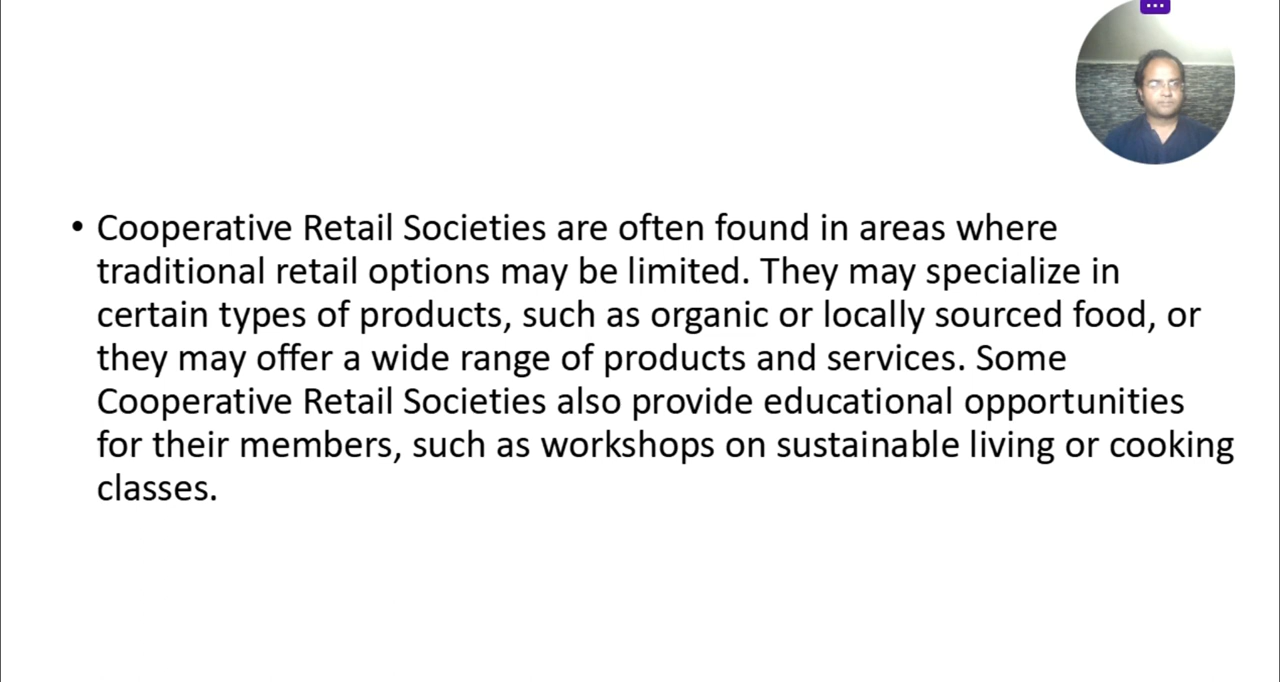 • Cooperative Retail Societies are often found in areas where
traditional retail options may be limited. They may specialize in
certain types of products, such as organic or locally sourced food, or
they may offer a wide range of products and services. Some
Cooperative Retail Societies also provide educational opportunities
for their members, such as workshops on sustainable living or cooking
classes.